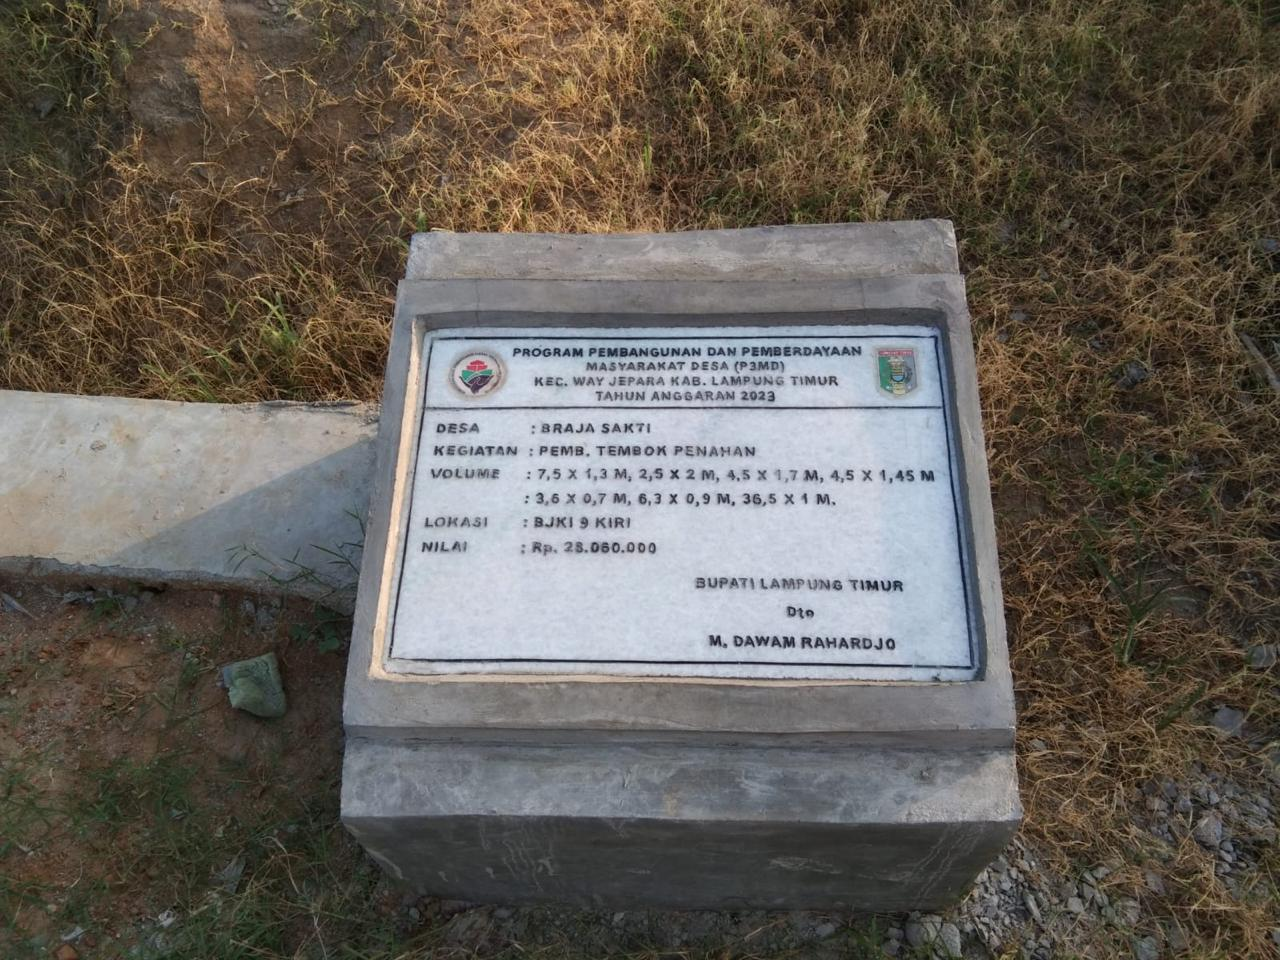 PROGRAM PEMBANGUNAN DAN PEMBERDAYAAN
MASYARAKAT DESA (P3MD)
KEC. WAY JEPARA KAB. LAMPUNG TIMUR
TAHUN ANGGARAN 2023
DESA : BRAJA SAKTI
KEGIATAN : PEMB. TEMBOK PENAHAN
VOLUME : 7,5 X 1,3 M, 2,5 X 2 M, 4,5 X 1,7 M, 4,5 X 1,45 M
: 3,6 X 0,7 M, 6,3 X 0,9 M, 36,5 X 1 M.
LOKASI : BJKI 9 KIRI
NILAI : Rp. 28.060.000
BUPATI LAMPUNG TIMUR
Dto
M. DAWAM RAHARDJO